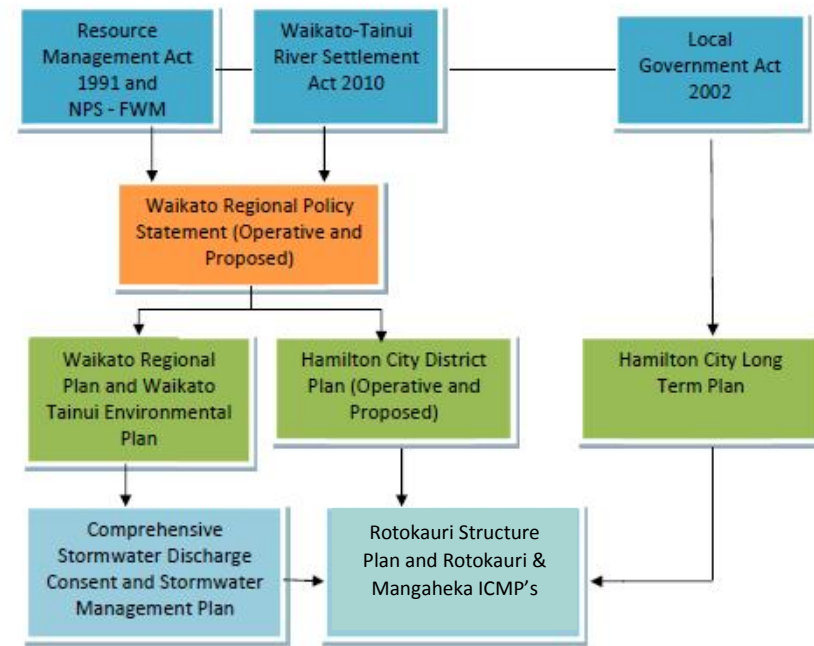 Resource
Management Act
1991 and
NPS - FWM
Waikato-Tainui
River Settlement
Act 2010
Local
Government Act
2002
Waikato Regional Policy
Statement (Operative and
Proposed)
Waikato Regional
Plan and Waikato
Tainui Environmental
Plan
Hamilton City District
Plan (Operative and
Proposed)
Hamilton City Long
Term Plan
Comprehensive
Stormwater Discharge
Consent and Stormwater
Management Plan
Rotokauri Structure
Plan and Rotokauri &
Mangaheka ICMP’s